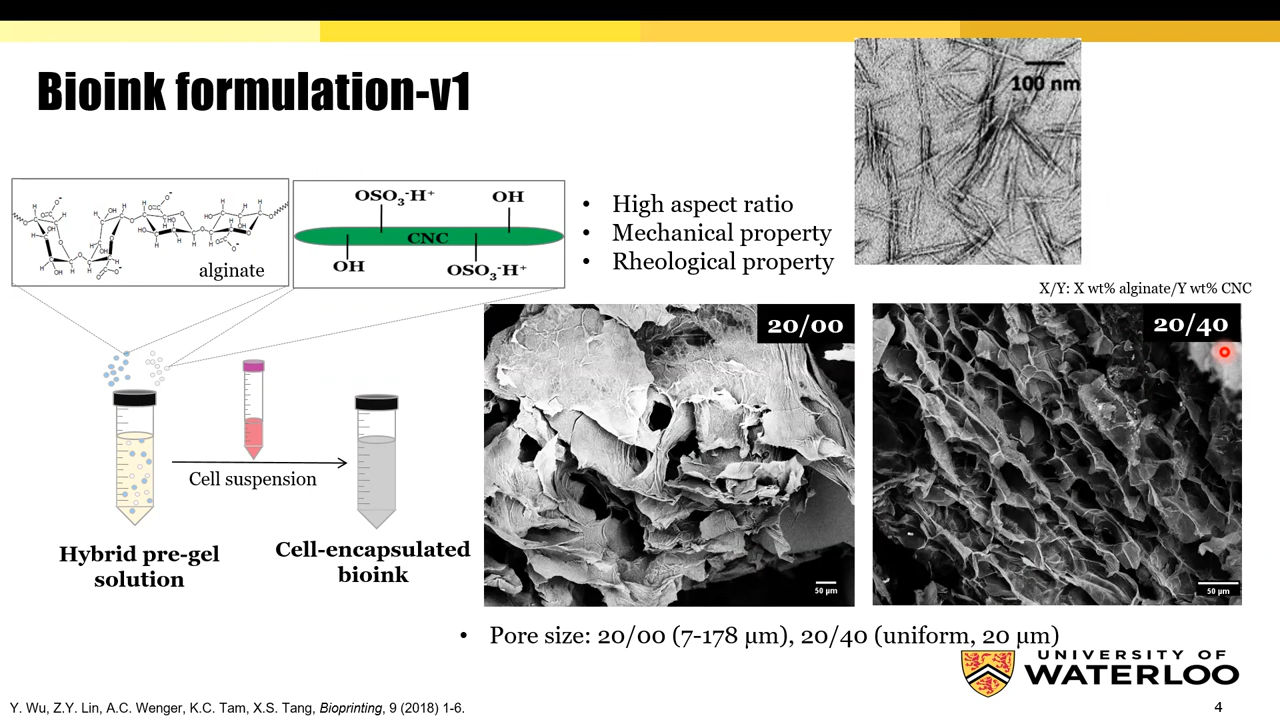 Bioink formulation-v1
100 nm
OSO₃⁻H⁺
OH
CNC
OH
OSO₃⁻H⁺
alginate
• High aspect ratio
• Mechanical property
• Rheological property
X/Y: X wt% alginate/Y wt% CNC
20/00
20/40
Cell suspension
Hybrid pre-gel
solution
Cell-encapsulated
bioink
50 µm
50 µm
• Pore size: 20/00 (7-178 µm), 20/40 (uniform, 20 µm)
UNIVERSITY OF
WATERLOO
Y. Wu, Z.Y. Lin, A.C. Wenger, K.C. Tam, X.S. Tang, Bioprinting, 9 (2018) 1-6.
4